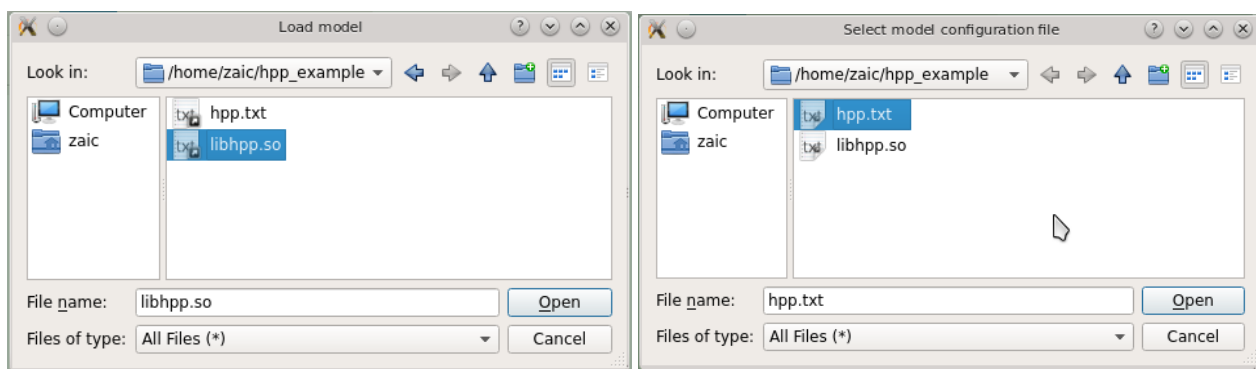 Load model
Look in: /home/zaic/hpp_example
Computer
zaic
hpp.txt
libhpp.so
File name: libhpp.so Open
Files of type: All Files (*) Cancel
Select model configuration file
Look in: /home/zaic/hpp_example
Computer
zaic
hpp.txt
libhpp.so
File name: hpp.txt Open
Files of type: All Files (*) Cancel